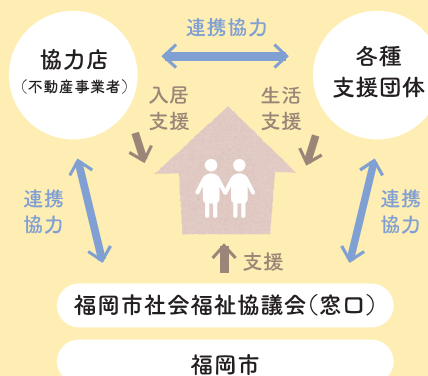 連携協力
協力店
（不動産事業者）
各種
支援団体
入居
支援
生活
支援
連携
協力
連携
協力
支援
福岡市社会福祉協議会（窓口）
福岡市